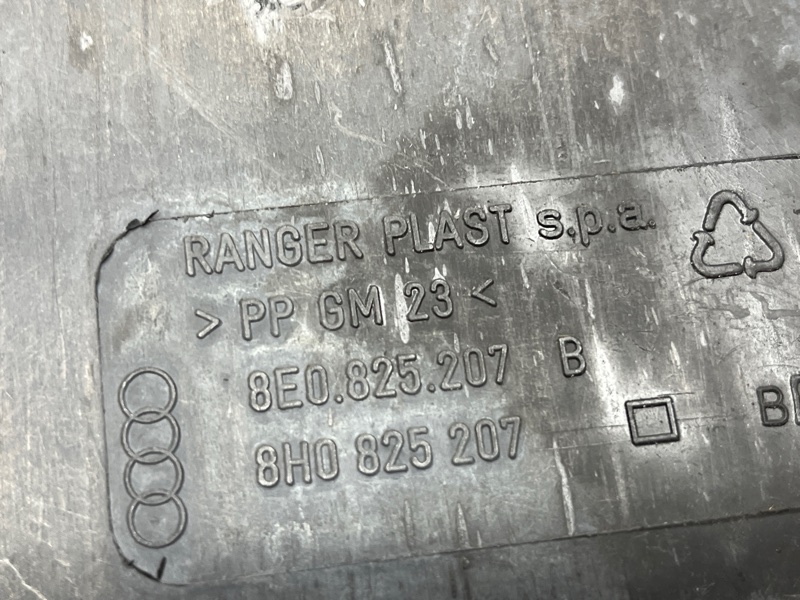 RANGER PLAST s.p.a.
> PP GM 23 <
8E0.825.207 B
8H0 825 207